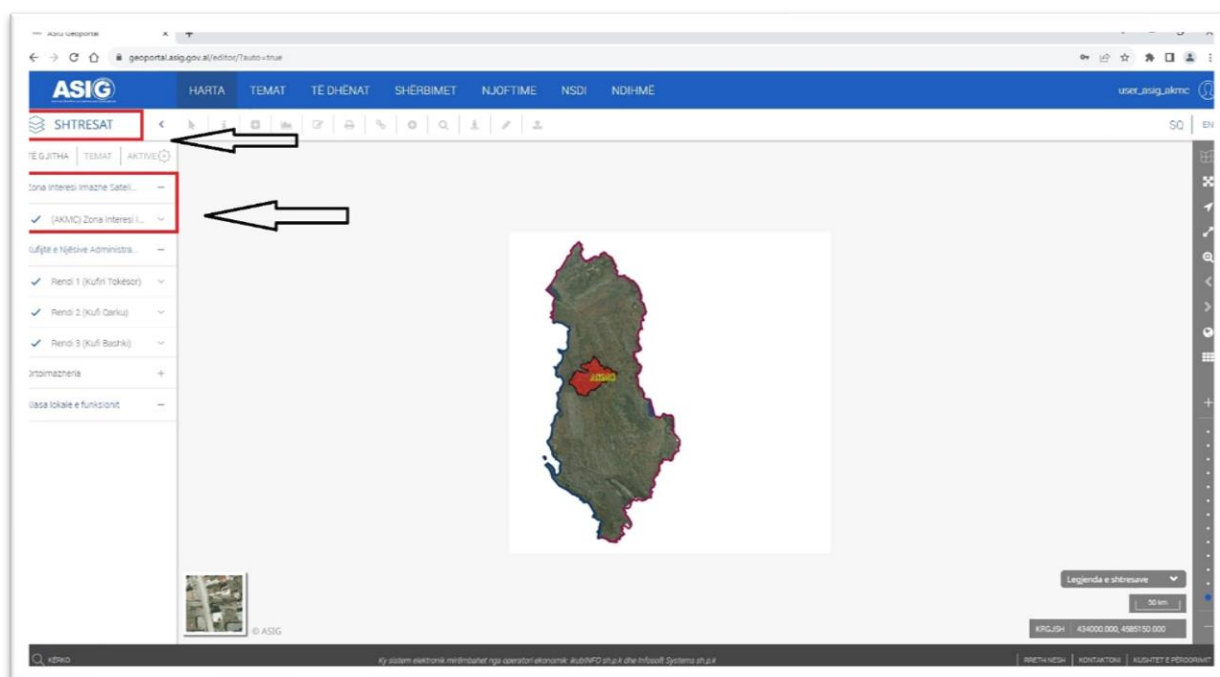 ASIG Geoportal
geoportal.asig.gov.al/editor/?auto=true
ASIG HARTA TEMAT TË DHËNAT SHËRBIMET NJOFTIME NSDI NDIHMË user_asig_akmc
SHTRESAT SQ EN
TË GJITHA TEMAT AKTIVE
Zona Interesi Imazhe Sateli...
(AKMC) Zona Interesi I...
Kufijtë e Njësive Administra...
Rendi 1 (Kufiri Tokësor)
Rendi 2 (Kufi Qarku)
Rendi 3 (Kufi Bashki)
Ortoimazheria
Klasa lokale e funksionit
Legjenda e shtresave
50 km
© ASIG
KRGJSH 434000.000, 4585150.000
KËRKO Ky sistem elektronik mirëmbahet nga operatori ekonomik: ikubINFO sh.p.k dhe Infosoft Systems sh.p.k RRETH NESH KONTAKTONI KUSHTET E PËRDORIMIT